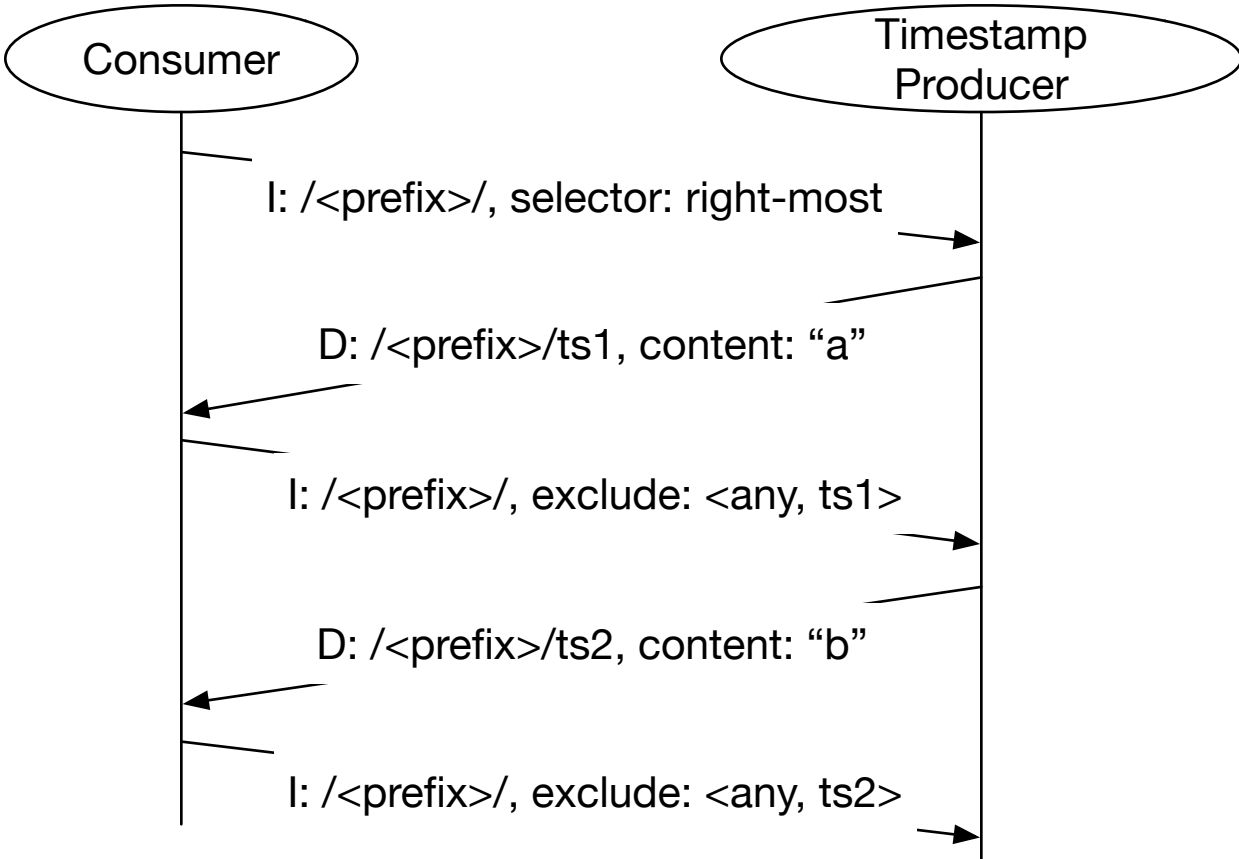 Consumer
Timestamp
Producer
I: /<prefix>/, selector: right-most
D: /<prefix>/ts1, content: “a”
I: /<prefix>/, exclude: <any, ts1>
D: /<prefix>/ts2, content: “b”
I: /<prefix>/, exclude: <any, ts2>